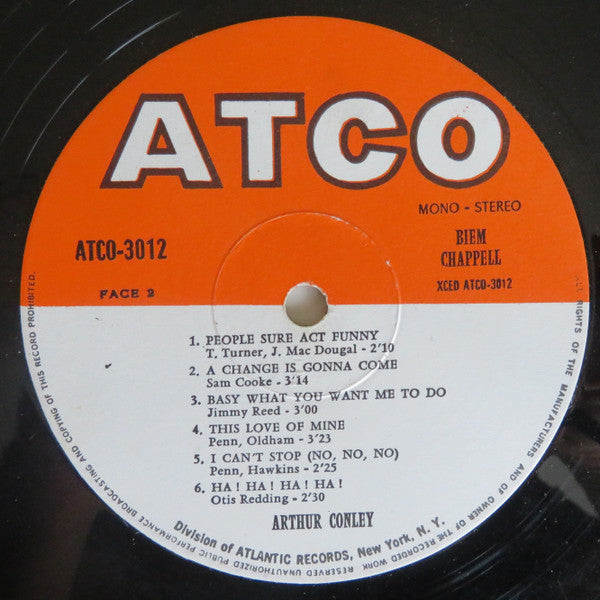 ATCO
MONO - STEREO
ATCO-3012
BIEM
CHAPPELL
FACE 2
XCED ATCO-3012
1. PEOPLE SURE ACT FUNNY
T. Turner, J. Mac Dougal - 2'10
2. A CHANGE IS GONNA COME
Sam Cooke - 3'14
3. BASY WHAT YOU WANT ME TO DO
Jimmy Reed - 3'00
4. THIS LOVE OF MINE
Penn, Oldham - 3'23
5. I CAN'T STOP (NO, NO, NO)
Penn, Hawkins - 2'25
6. HA! HA! HA! HA!
Otis Redding - 2'30
ARTHUR CONLEY
Division of ATLANTIC RECORDS, New York, N. Y.
ALL RIGHTS OF THE MANUFACTURERS AND OF OWNER OF THE RECORDED WORK RESERVED UNAUTHORIZED PUBLIC PERFORMANCE BROADCASTING AND COPYING OF THIS RECORD PROHIBITED.